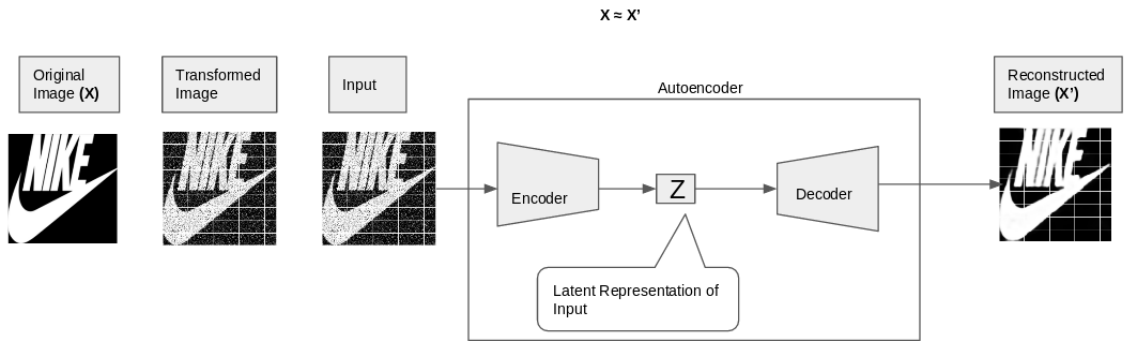 X ≈ X’
Original
Image (X)
Transformed
Image
Input
Autoencoder
Reconstructed
Image (X’)
NIKE
NIKE
NIKE
NIKE
Encoder
Z
Decoder
Latent Representation of
Input